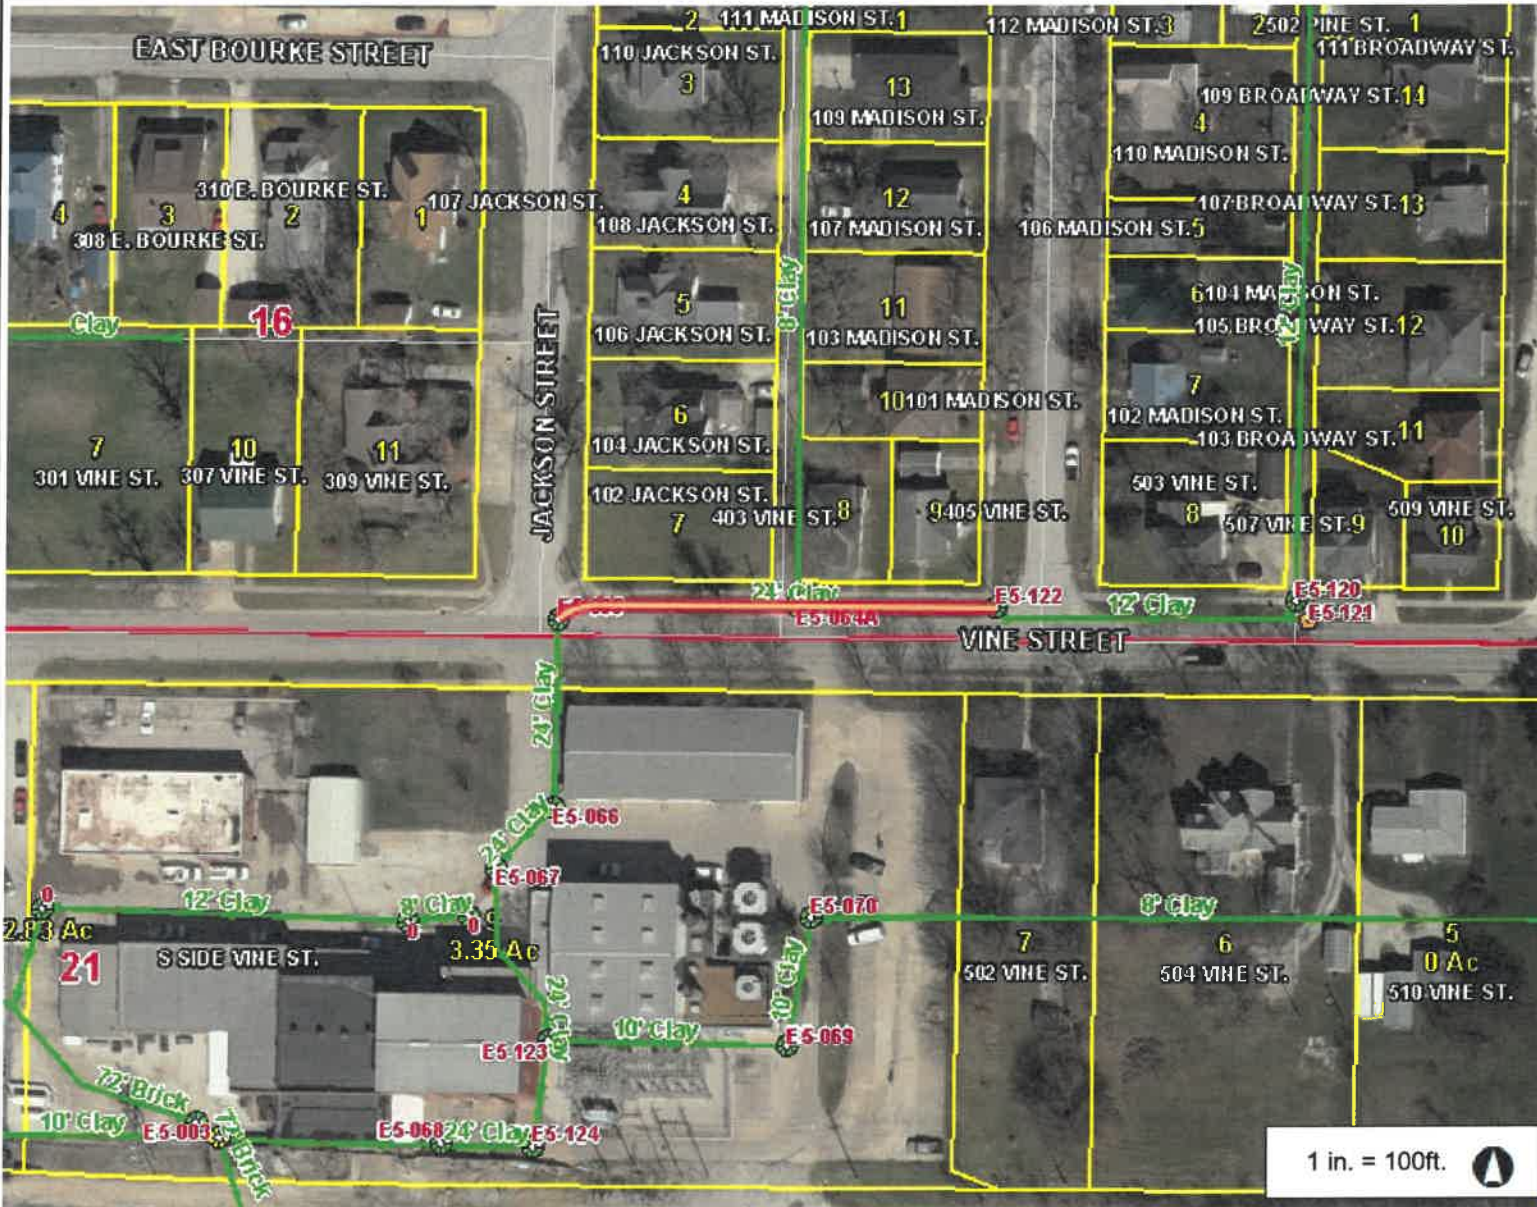 2
111 MADISON ST.
1
112 MADISON ST.
3
2
502 PINE ST.
1
EAST BOURKE STREET
110 JACKSON ST.
3
13
109 MADISON ST.
111 BROADWAY ST.
109 BROADWAY ST.
14
4
110 MADISON ST.
4
3
308 E. BOURKE ST.
310 E. BOURKE ST.
2
1
107 JACKSON ST.
4
108 JACKSON ST.
12
107 MADISON ST.
106 MADISON ST.
5
107 BROADWAY ST.
13
8" Clay
5
106 JACKSON ST.
11
103 MADISON ST.
6
104 MADISON ST.
105 BROADWAY ST.
12
12" Clay
Clay
16
JACKSON STREET
6
104 JACKSON ST.
10
101 MADISON ST.
7
102 MADISON ST.
103 BROADWAY ST.
11
7
301 VINE ST.
10
307 VINE ST.
11
309 VINE ST.
102 JACKSON ST.
7
403 VINE ST.
8
9
405 VINE ST.
503 VINE ST.
8
507 VINE ST.
9
509 VINE ST.
10
24" Clay
E5-064A
E5-122
12" Clay
E5-120
E5-121
VINE STREET
24" Clay
E5-066
24" Clay
E5-067
0
12" Clay
0
8" Clay
0
E5-070
8" Clay
2.83 Ac
21
S SIDE VINE ST.
3.35 Ac
24" Clay
10" Clay
7
502 VINE ST.
6
504 VINE ST.
5
0 Ac
510 VINE ST.
E5-123
10" Clay
E5-069
72" Brick
10" Clay
E5-003
72" Brick
E5-068
24" Clay
E5-124
1 in. = 100ft.